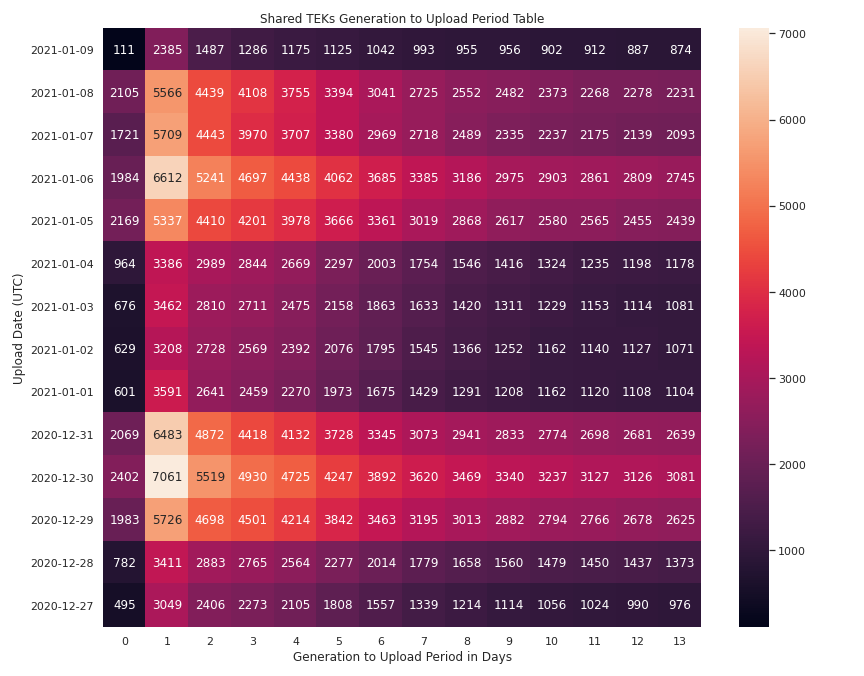 Shared TEKs Generation to Upload Period Table
Upload Date (UTC)
2021-01-09 111 2385 1487 1286 1175 1125 1042 993 955 956 902 912 887 874
2021-01-08 2105 5566 4439 4108 3755 3394 3041 2725 2552 2482 2373 2268 2278 2231
2021-01-07 1721 5709 4443 3970 3707 3380 2969 2718 2489 2335 2237 2175 2139 2093
2021-01-06 1984 6612 5241 4697 4438 4062 3685 3385 3186 2975 2903 2861 2809 2745
2021-01-05 2169 5337 4410 4201 3978 3666 3361 3019 2868 2617 2580 2565 2455 2439
2021-01-04 964 3386 2989 2844 2669 2297 2003 1754 1546 1416 1324 1235 1198 1178
2021-01-03 676 3462 2810 2711 2475 2158 1863 1633 1420 1311 1229 1153 1114 1081
2021-01-02 629 3208 2728 2569 2392 2076 1795 1545 1366 1252 1162 1140 1127 1071
2021-01-01 601 3591 2641 2459 2270 1973 1675 1429 1291 1208 1162 1120 1108 1104
2020-12-31 2069 6483 4872 4418 4132 3728 3345 3073 2941 2833 2774 2698 2681 2639
2020-12-30 2402 7061 5519 4930 4725 4247 3892 3620 3469 3340 3237 3127 3126 3081
2020-12-29 1983 5726 4698 4501 4214 3842 3463 3195 3013 2882 2794 2766 2678 2625
2020-12-28 782 3411 2883 2765 2564 2277 2014 1779 1658 1560 1479 1450 1437 1373
2020-12-27 495 3049 2406 2273 2105 1808 1557 1339 1214 1114 1056 1024 990 976
0 1 2 3 4 5 6 7 8 9 10 11 12 13
Generation to Upload Period in Days
7000
6000
5000
4000
3000
2000
1000